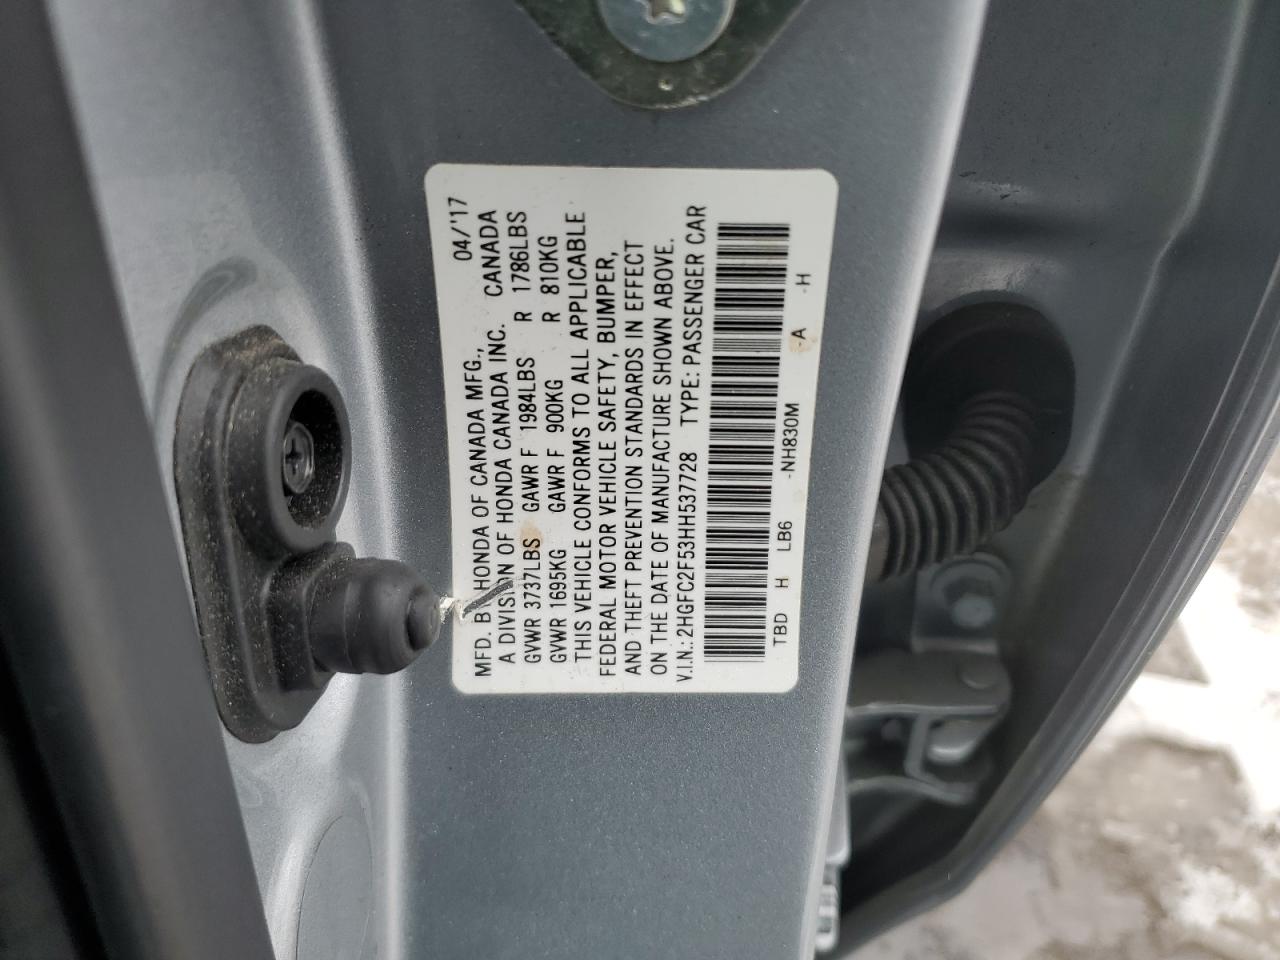 04/'17
MFD. BY HONDA OF CANADA MFG.,
A DIVISION OF HONDA CANADA INC. CANADA
GVWR 3737LBS GAWR F 1984LBS R 1786LBS
GVWR 1695KG GAWR F 900KG R 810KG
THIS VEHICLE CONFORMS TO ALL APPLICABLE
FEDERAL MOTOR VEHICLE SAFETY, BUMPER,
AND THEFT PREVENTION STANDARDS IN EFFECT
ON THE DATE OF MANUFACTURE SHOWN ABOVE.
V.I.N.: 2HGFC2F53HH537728 TYPE: PASSENGER CAR
TBD H LB6 -NH830M -A -H